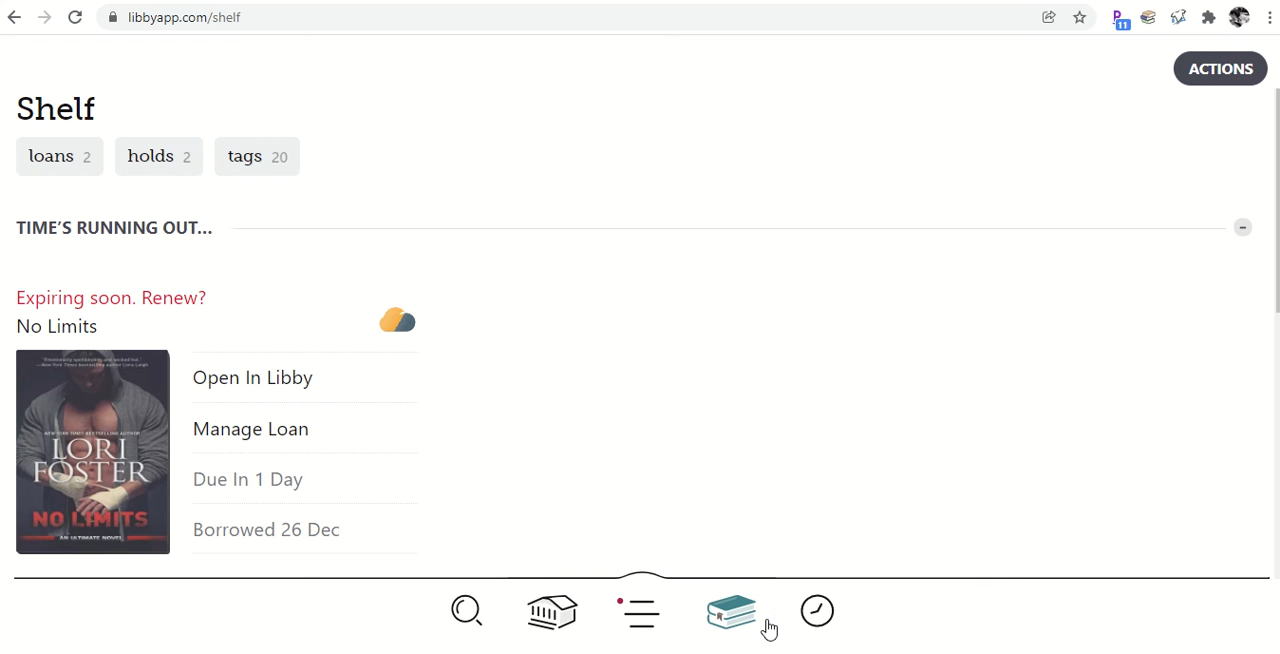 libbyapp.com/shelf
11
ACTIONS
Shelf
loans 2
holds 2
tags 20
TIME'S RUNNING OUT...
Expiring soon. Renew?
No Limits
Open In Libby
Manage Loan
Due In 1 Day
Borrowed 26 Dec
LORI
FOSTER
NO LIMITS
AN ULTIMATE NOVEL